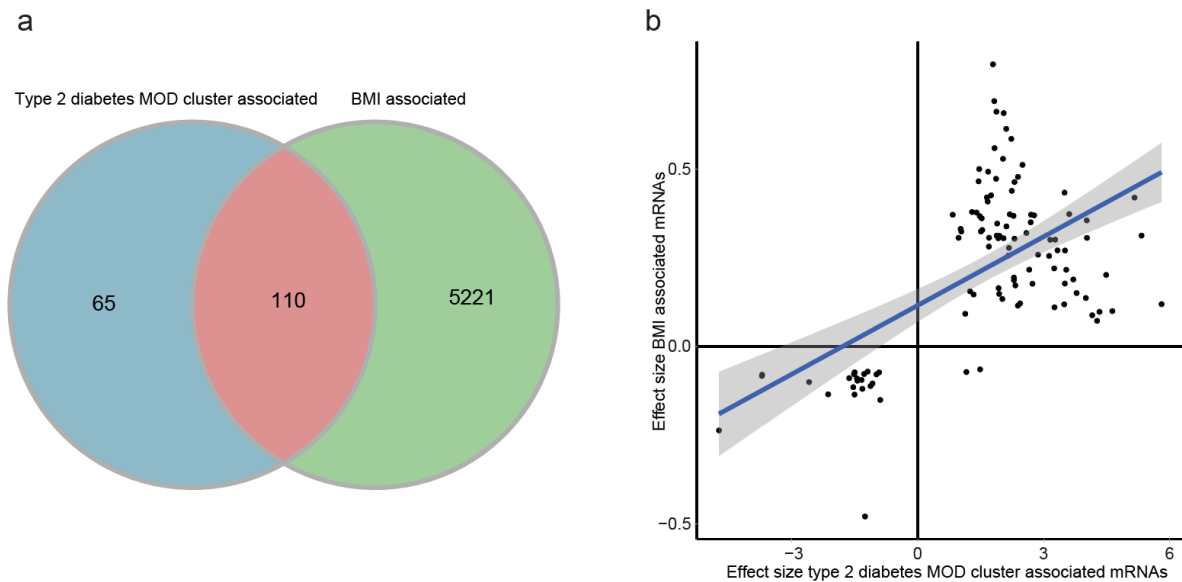 a
Type 2 diabetes MOD cluster associated
BMI associated
65
110
5221
b
Effect size BMI associated mRNAs
0.5
0.0
−0.5
−3
0
3
6
Effect size type 2 diabetes MOD cluster associated mRNAs